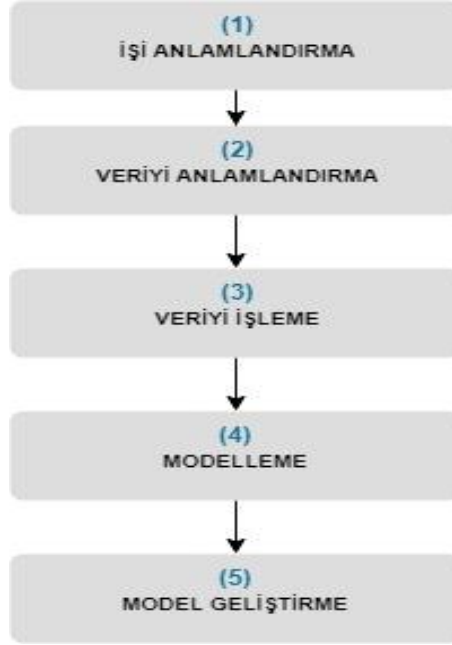 (1)
İŞİ ANLAMLANDIRMA
(2)
VERİYİ ANLAMLANDIRMA
(3)
VERİYİ İŞLEME
(4)
MODELLEME
(5)
MODEL GELİŞTİRME